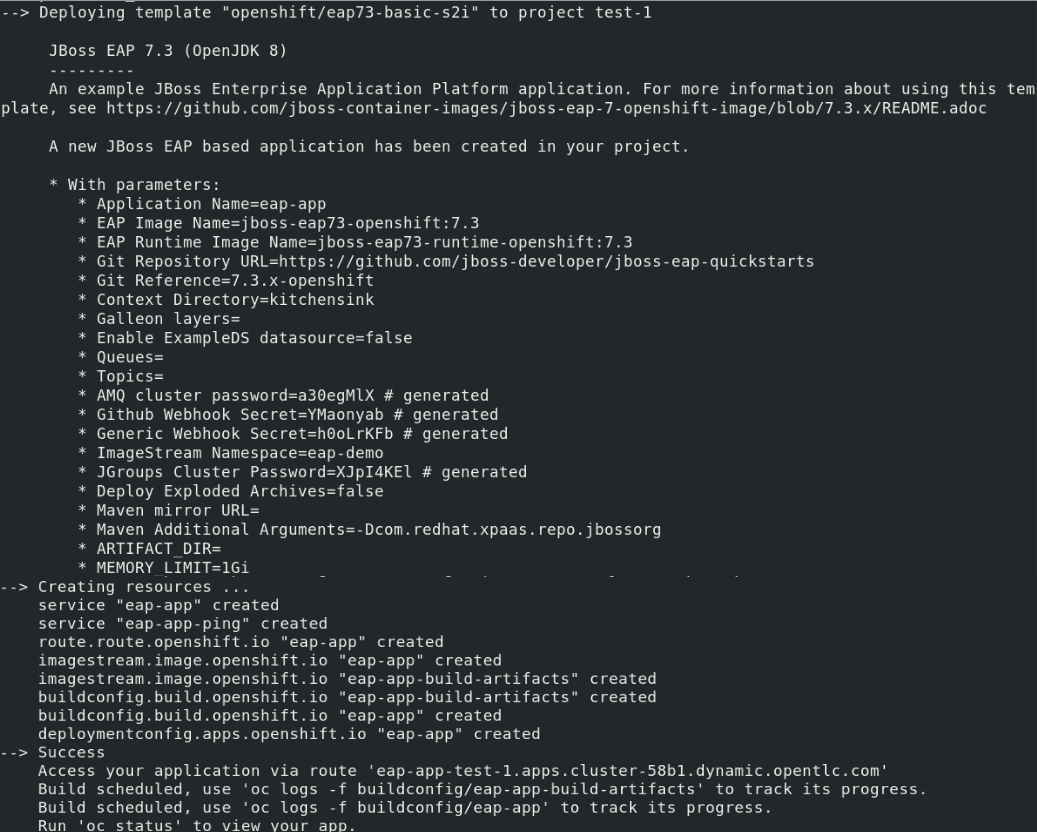 --> Deploying template "openshift/eap73-basic-s2i" to project test-1
JBoss EAP 7.3 (OpenJDK 8)
---------
An example JBoss Enterprise Application Platform application. For more information about using this tem
plate, see https://github.com/jboss-container-images/jboss-eap-7-openshift-image/blob/7.3.x/README.adoc
A new JBoss EAP based application has been created in your project.
* With parameters:
* Application Name=eap-app
* EAP Image Name=jboss-eap73-openshift:7.3
* EAP Runtime Image Name=jboss-eap73-runtime-openshift:7.3
* Git Repository URL=https://github.com/jboss-developer/jboss-eap-quickstarts
* Git Reference=7.3.x-openshift
* Context Directory=kitchensink
* Galleon layers=
* Enable ExampleDS datasource=false
* Queues=
* Topics=
* AMQ cluster password=a30egMlX # generated
* Github Webhook Secret=YMaonyab # generated
* Generic Webhook Secret=h0oLrKFb # generated
* ImageStream Namespace=eap-demo
* JGroups Cluster Password=XJpI4KEl # generated
* Deploy Exploded Archives=false
* Maven mirror URL=
* Maven Additional Arguments=-Dcom.redhat.xpaas.repo.jbossorg
* ARTIFACT_DIR=
* MEMORY_LIMIT=1Gi
--> Creating resources ...
service "eap-app" created
service "eap-app-ping" created
route.route.openshift.io "eap-app" created
imagestream.image.openshift.io "eap-app" created
imagestream.image.openshift.io "eap-app-build-artifacts" created
buildconfig.build.openshift.io "eap-app-build-artifacts" created
buildconfig.build.openshift.io "eap-app" created
deploymentconfig.apps.openshift.io "eap-app" created
--> Success
Access your application via route 'eap-app-test-1.apps.cluster-58b1.dynamic.opentlc.com'
Build scheduled, use 'oc logs -f buildconfig/eap-app-build-artifacts' to track its progress.
Build scheduled, use 'oc logs -f buildconfig/eap-app' to track its progress.
Run 'oc status' to view your app.